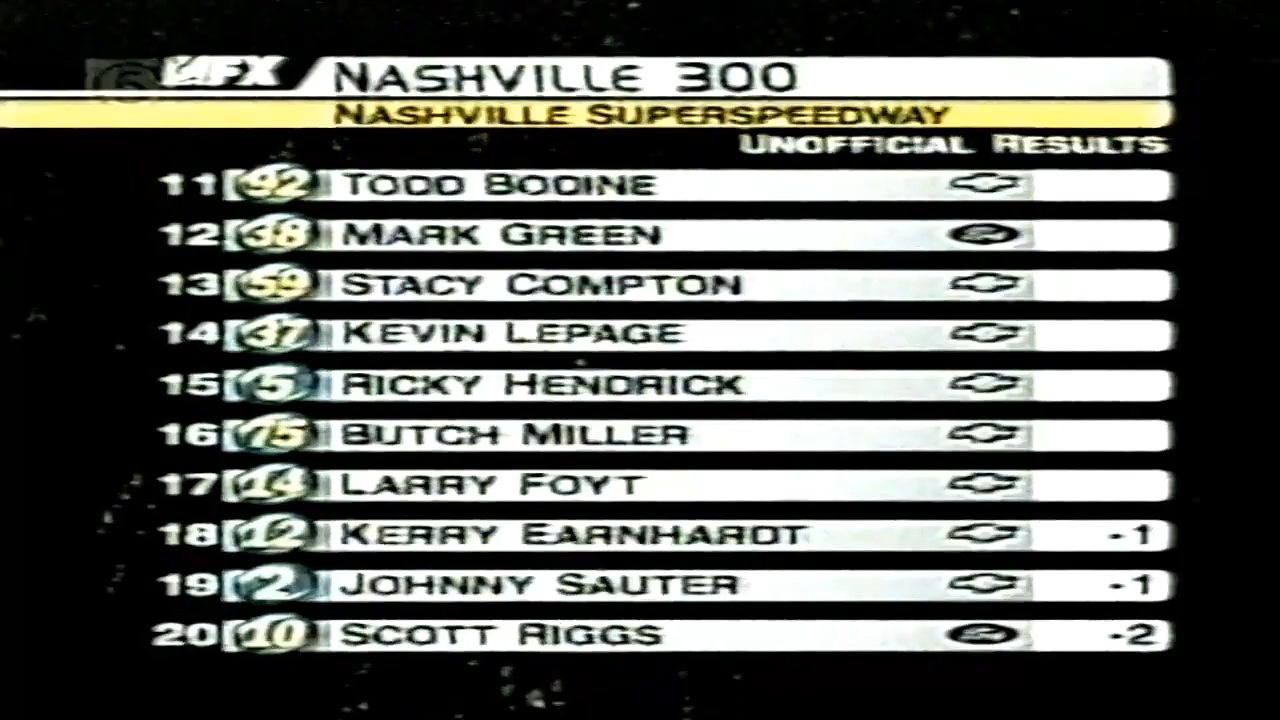 FX NASHVILLE 300
NASHVILLE SUPERSPEEDWAY
UNOFFICIAL RESULTS
11 92 TODD BODINE
12 38 MARK GREEN
13 59 STACY COMPTON
14 37 KEVIN LEPAGE
15 5 RICKY HENDRICK
16 75 BUTCH MILLER
17 14 LARRY FOYT
18 12 KERRY EARNHARDT -1
19 2 JOHNNY SAUTER -1
20 10 SCOTT RIGGS -2